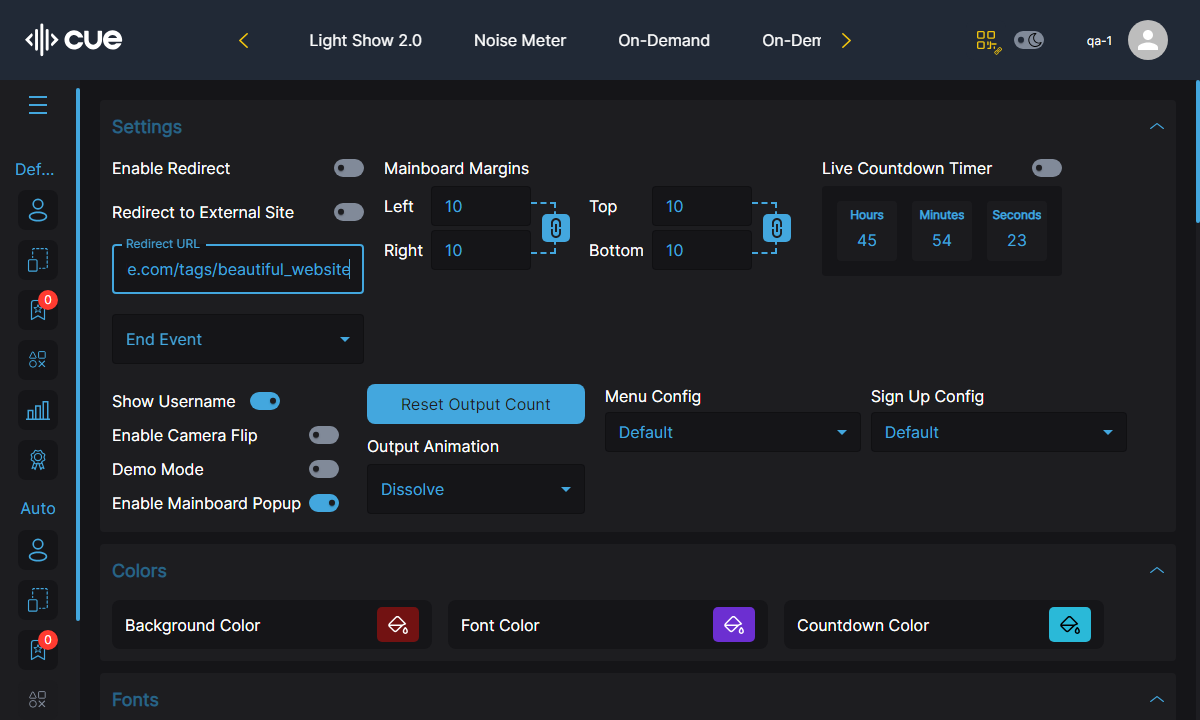 cue
Light Show 2.0
Noise Meter
On-Demand
On-Dem
qa-1
Def...
0
Auto
0
Settings
Enable Redirect
Redirect to External Site
Redirect URL
e.com/tags/beautiful_website
End Event
Mainboard Margins
Left
10
Top
10
Right
10
Bottom
10
Live Countdown Timer
Hours
Minutes
Seconds
45
54
23
Show Username
Enable Camera Flip
Demo Mode
Enable Mainboard Popup
Reset Output Count
Output Animation
Dissolve
Menu Config
Default
Sign Up Config
Default
Colors
Background Color
Font Color
Countdown Color
Fonts